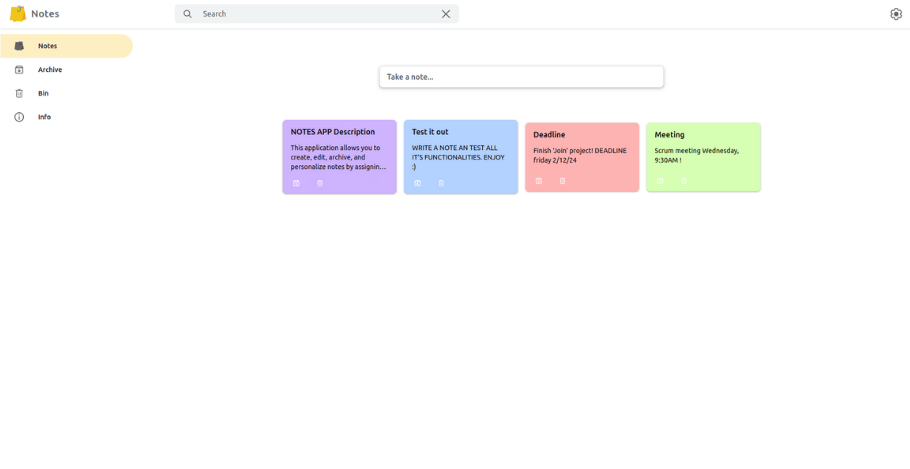 Notes
Search
Notes
Archive
Bin
Info
Take a note...
NOTES APP Description
This application allows you to
create, edit, archive, and
personalize notes by assignin...
Test it out
WRITE A NOTE AN TEST ALL
IT'S FUNCTIONALITIES. ENJOY
:)
Deadline
Finish 'Join' project! DEADLINE
friday 2/12/24
Meeting
Scrum meeting Wednesday,
9:30AM !